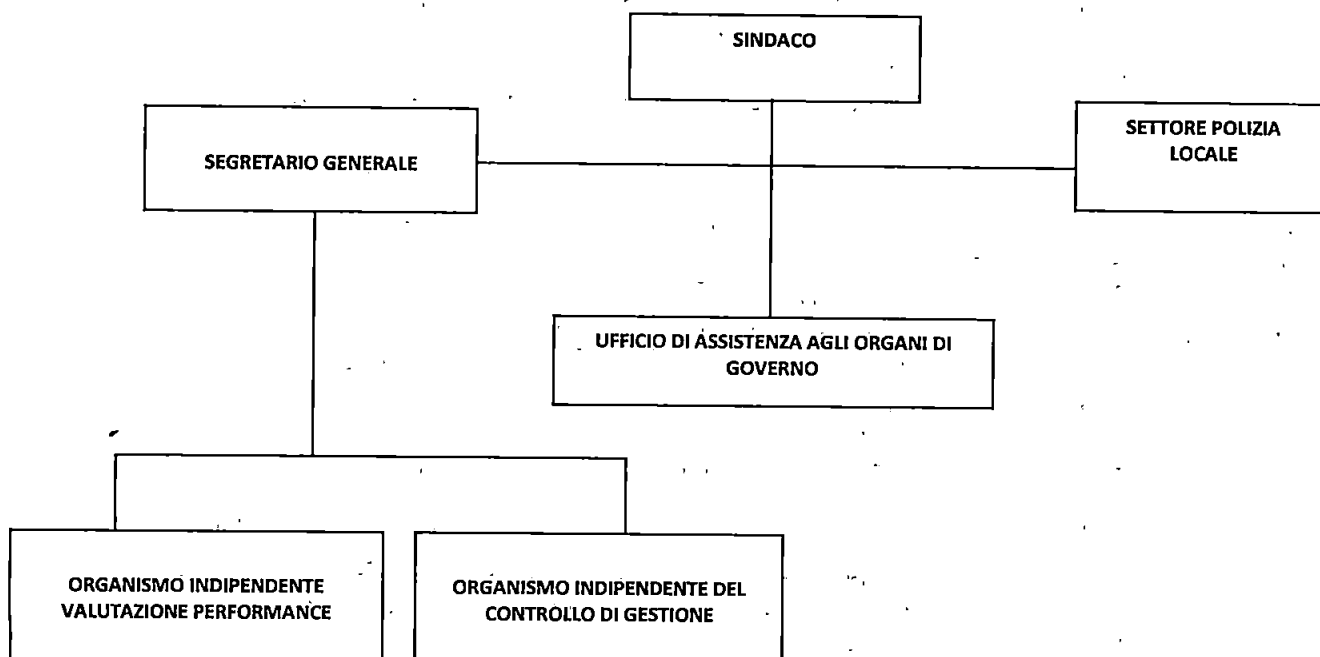 SINDACO
SEGRETARIO GENERALE
SETTORE POLIZIA
LOCALE
UFFICIO DI ASSISTENZA AGLI ORGANI DI
GOVERNO
ORGANISMO INDIPENDENTE
VALUTAZIONE PERFORMANCE
ORGANISMO INDIPENDENTE DEL
CONTROLLO DI GESTIONE